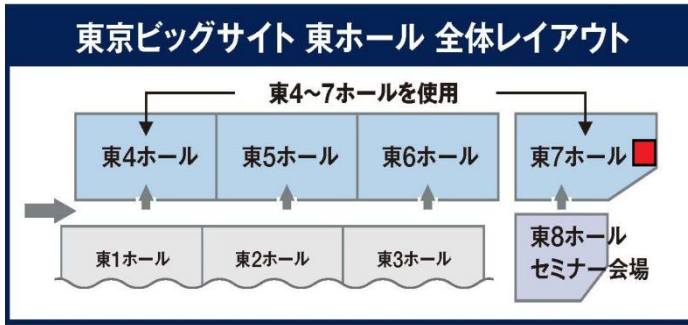 東京ビッグサイト 東ホール 全体レイアウト
東4～7ホールを使用
東4ホール
東5ホール
東6ホール
東7ホール
東1ホール
東2ホール
東3ホール
東8ホール
セミナー会場